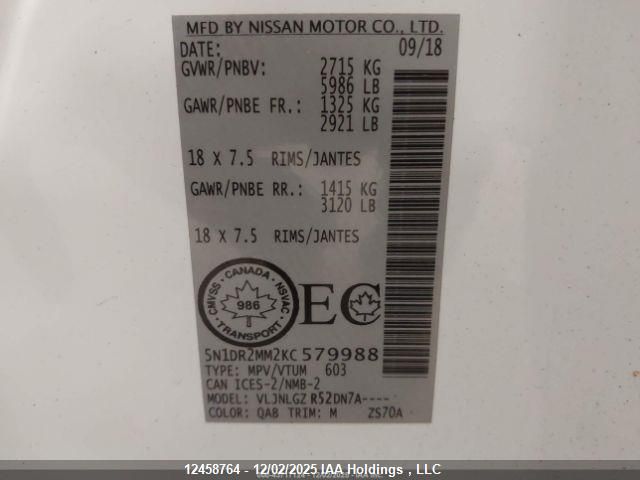 MFD BY NISSAN MOTOR CO., LTD.
DATE: 09/18
GVWR/PNBV: 2715 KG
5986 LB
GAWR/PNBE FR.: 1325 KG
2921 LB
18 X 7.5 RIMS/JANTES
GAWR/PNBE RR.: 1415 KG
3120 LB
18 X 7.5 RIMS/JANTES
CMVSS · CANADA · NSVAC
986
TRANSPORT
EC
5N1DR2MM2KC579988
TYPE: MPV/VTUM 603
CAN ICES-2/NMB-2
MODEL: VLJNLGZ R52DN7A----
COLOR: QAB TRIM: M ZS70A
12458764 - 12/02/2025 IAA Holdings , LLC